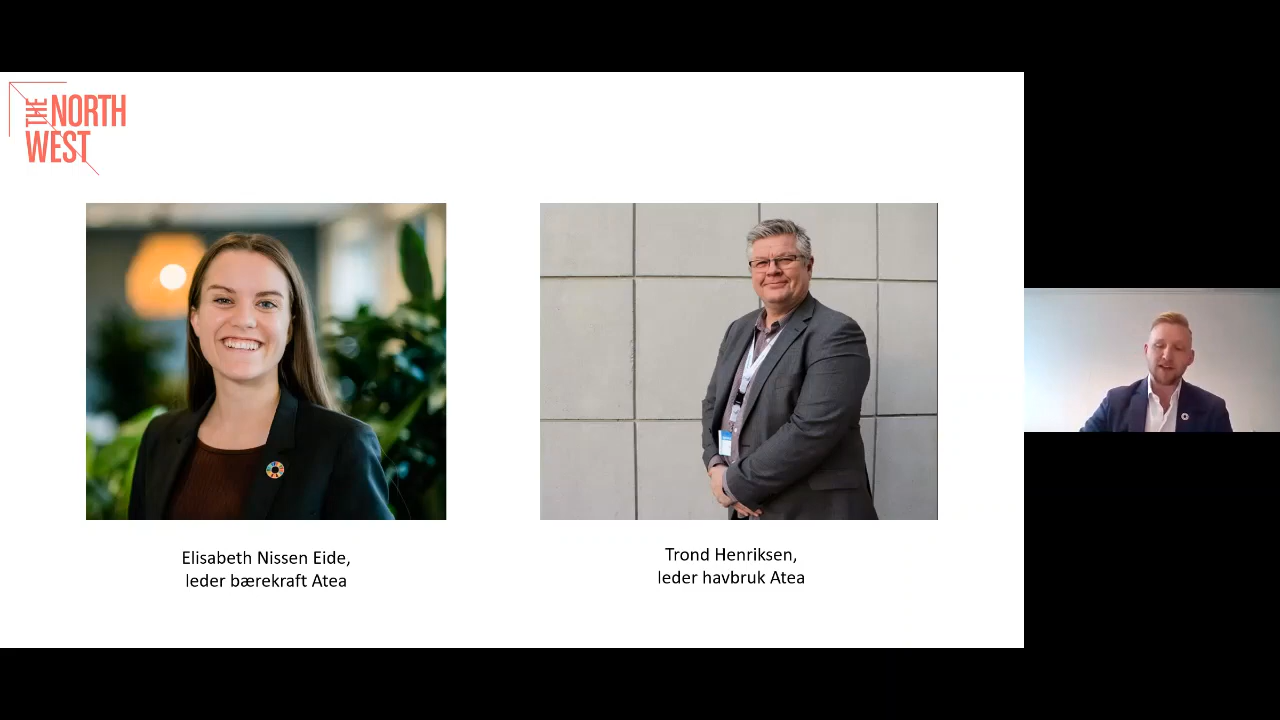 THE NORTH
WEST
Elisabeth Nissen Eide,
leder bærekraft Atea
Trond Henriksen,
leder havbruk Atea